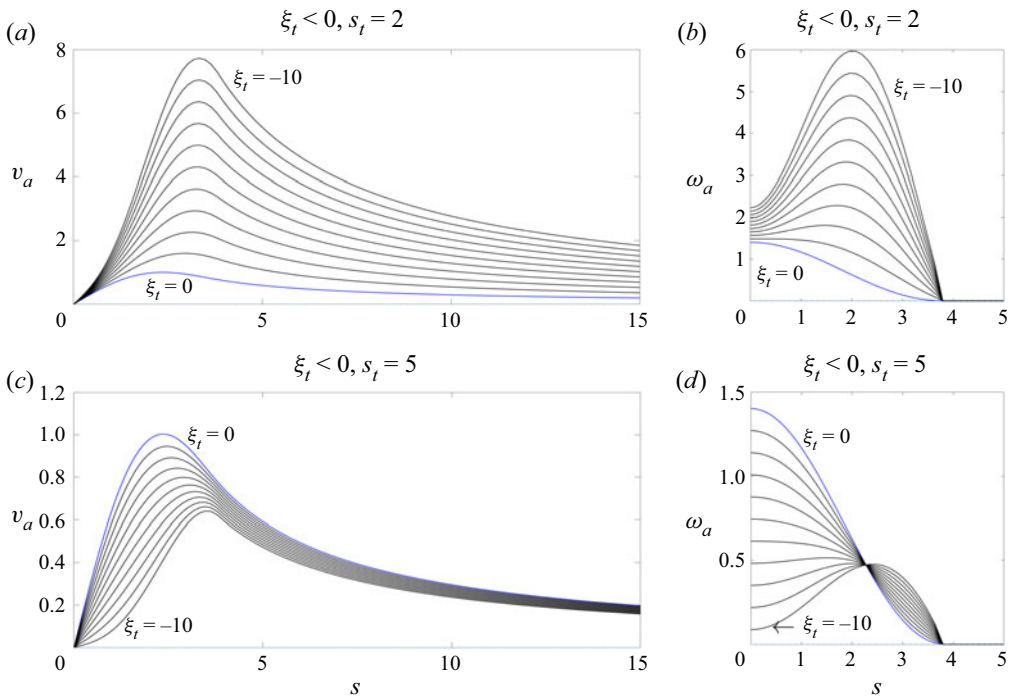 ξt < 0, st = 2
ξt < 0, st = 2
(a)
(b)
8
6
4
2
va
ξt = –10
ξt = 0
0
5
10
15
6
5
4
3
2
1
ωa
ξt = –10
ξt = 0
0
1
2
3
4
5
ξt < 0, st = 5
ξt < 0, st = 5
(c)
(d)
1.2
1.0
0.8
0.6
0.4
0.2
va
ξt = 0
ξt = –10
0
5
10
15
s
1.5
1.0
0.5
0
ωa
ξt = 0
ξt = –10
0
1
2
3
4
5
s